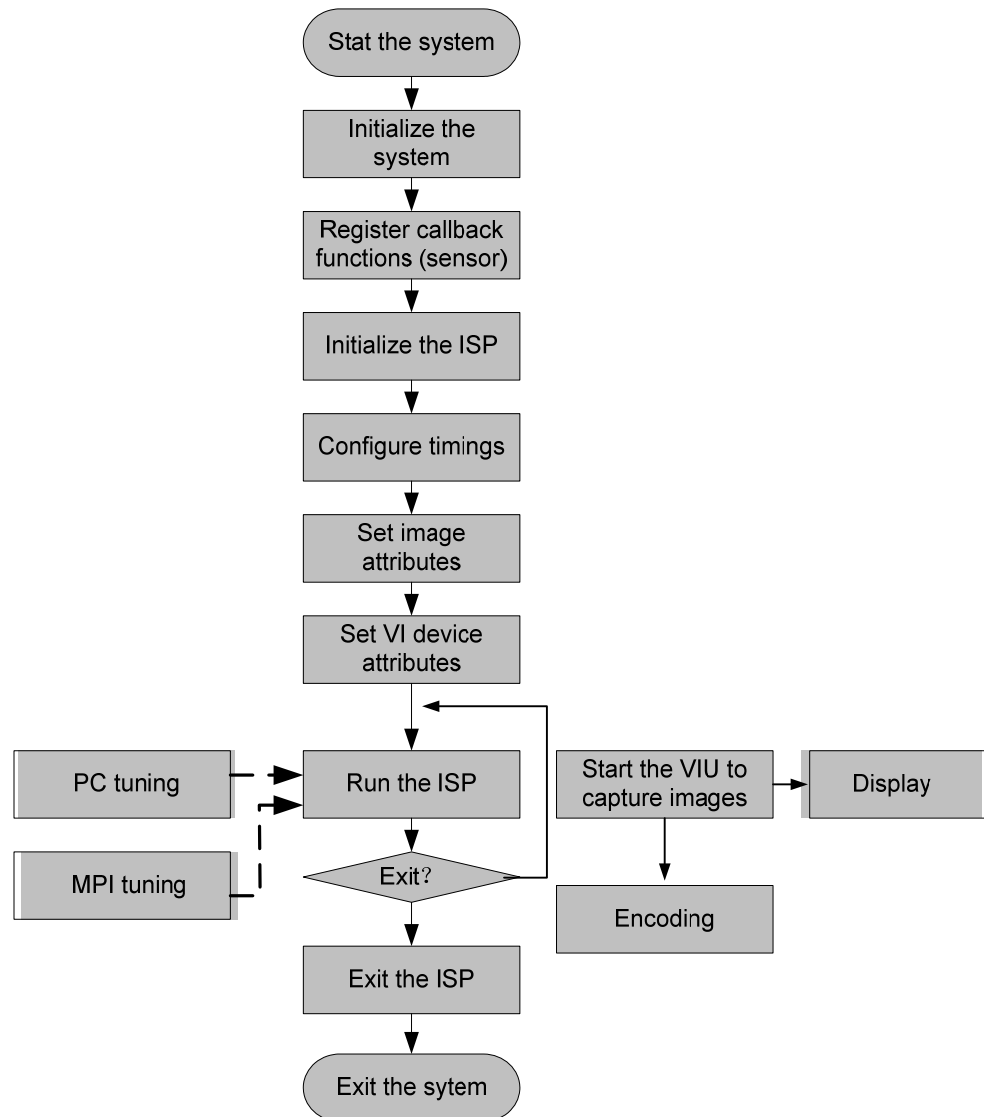 Stat the system
Initialize the
system
Register callback
functions (sensor)
Initialize the ISP
Configure timings
Set image
attributes
Set VI device
attributes
PC tuning
Run the ISP
Start the VIU to
capture images
Display
MPI tuning
Exit？
Encoding
Exit the ISP
Exit the sytem